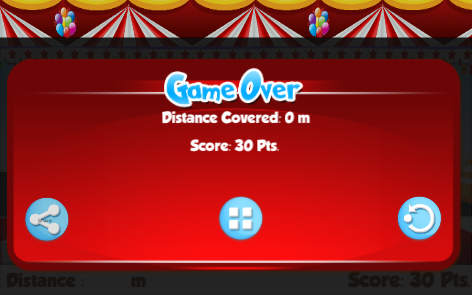 Game Over
Distance Covered: 0 m
Score: 30 Pts.
Distance : m
Score: 30 Pts